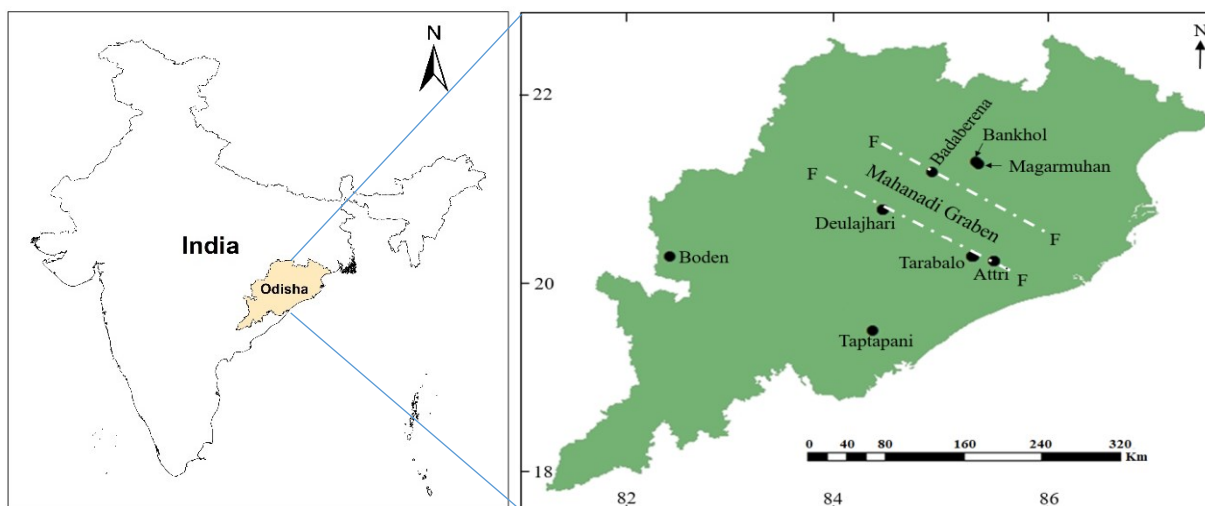 N
India
Odisha
N
22
20
18
82
84
86
F
Badaberena
Bankhol
Magarmuhan
F
Mahanadi Graben
Deulajhari
F
Boden
Tarabalo
Attri
F
Taptapani
0 40 80 160 240 320
Km